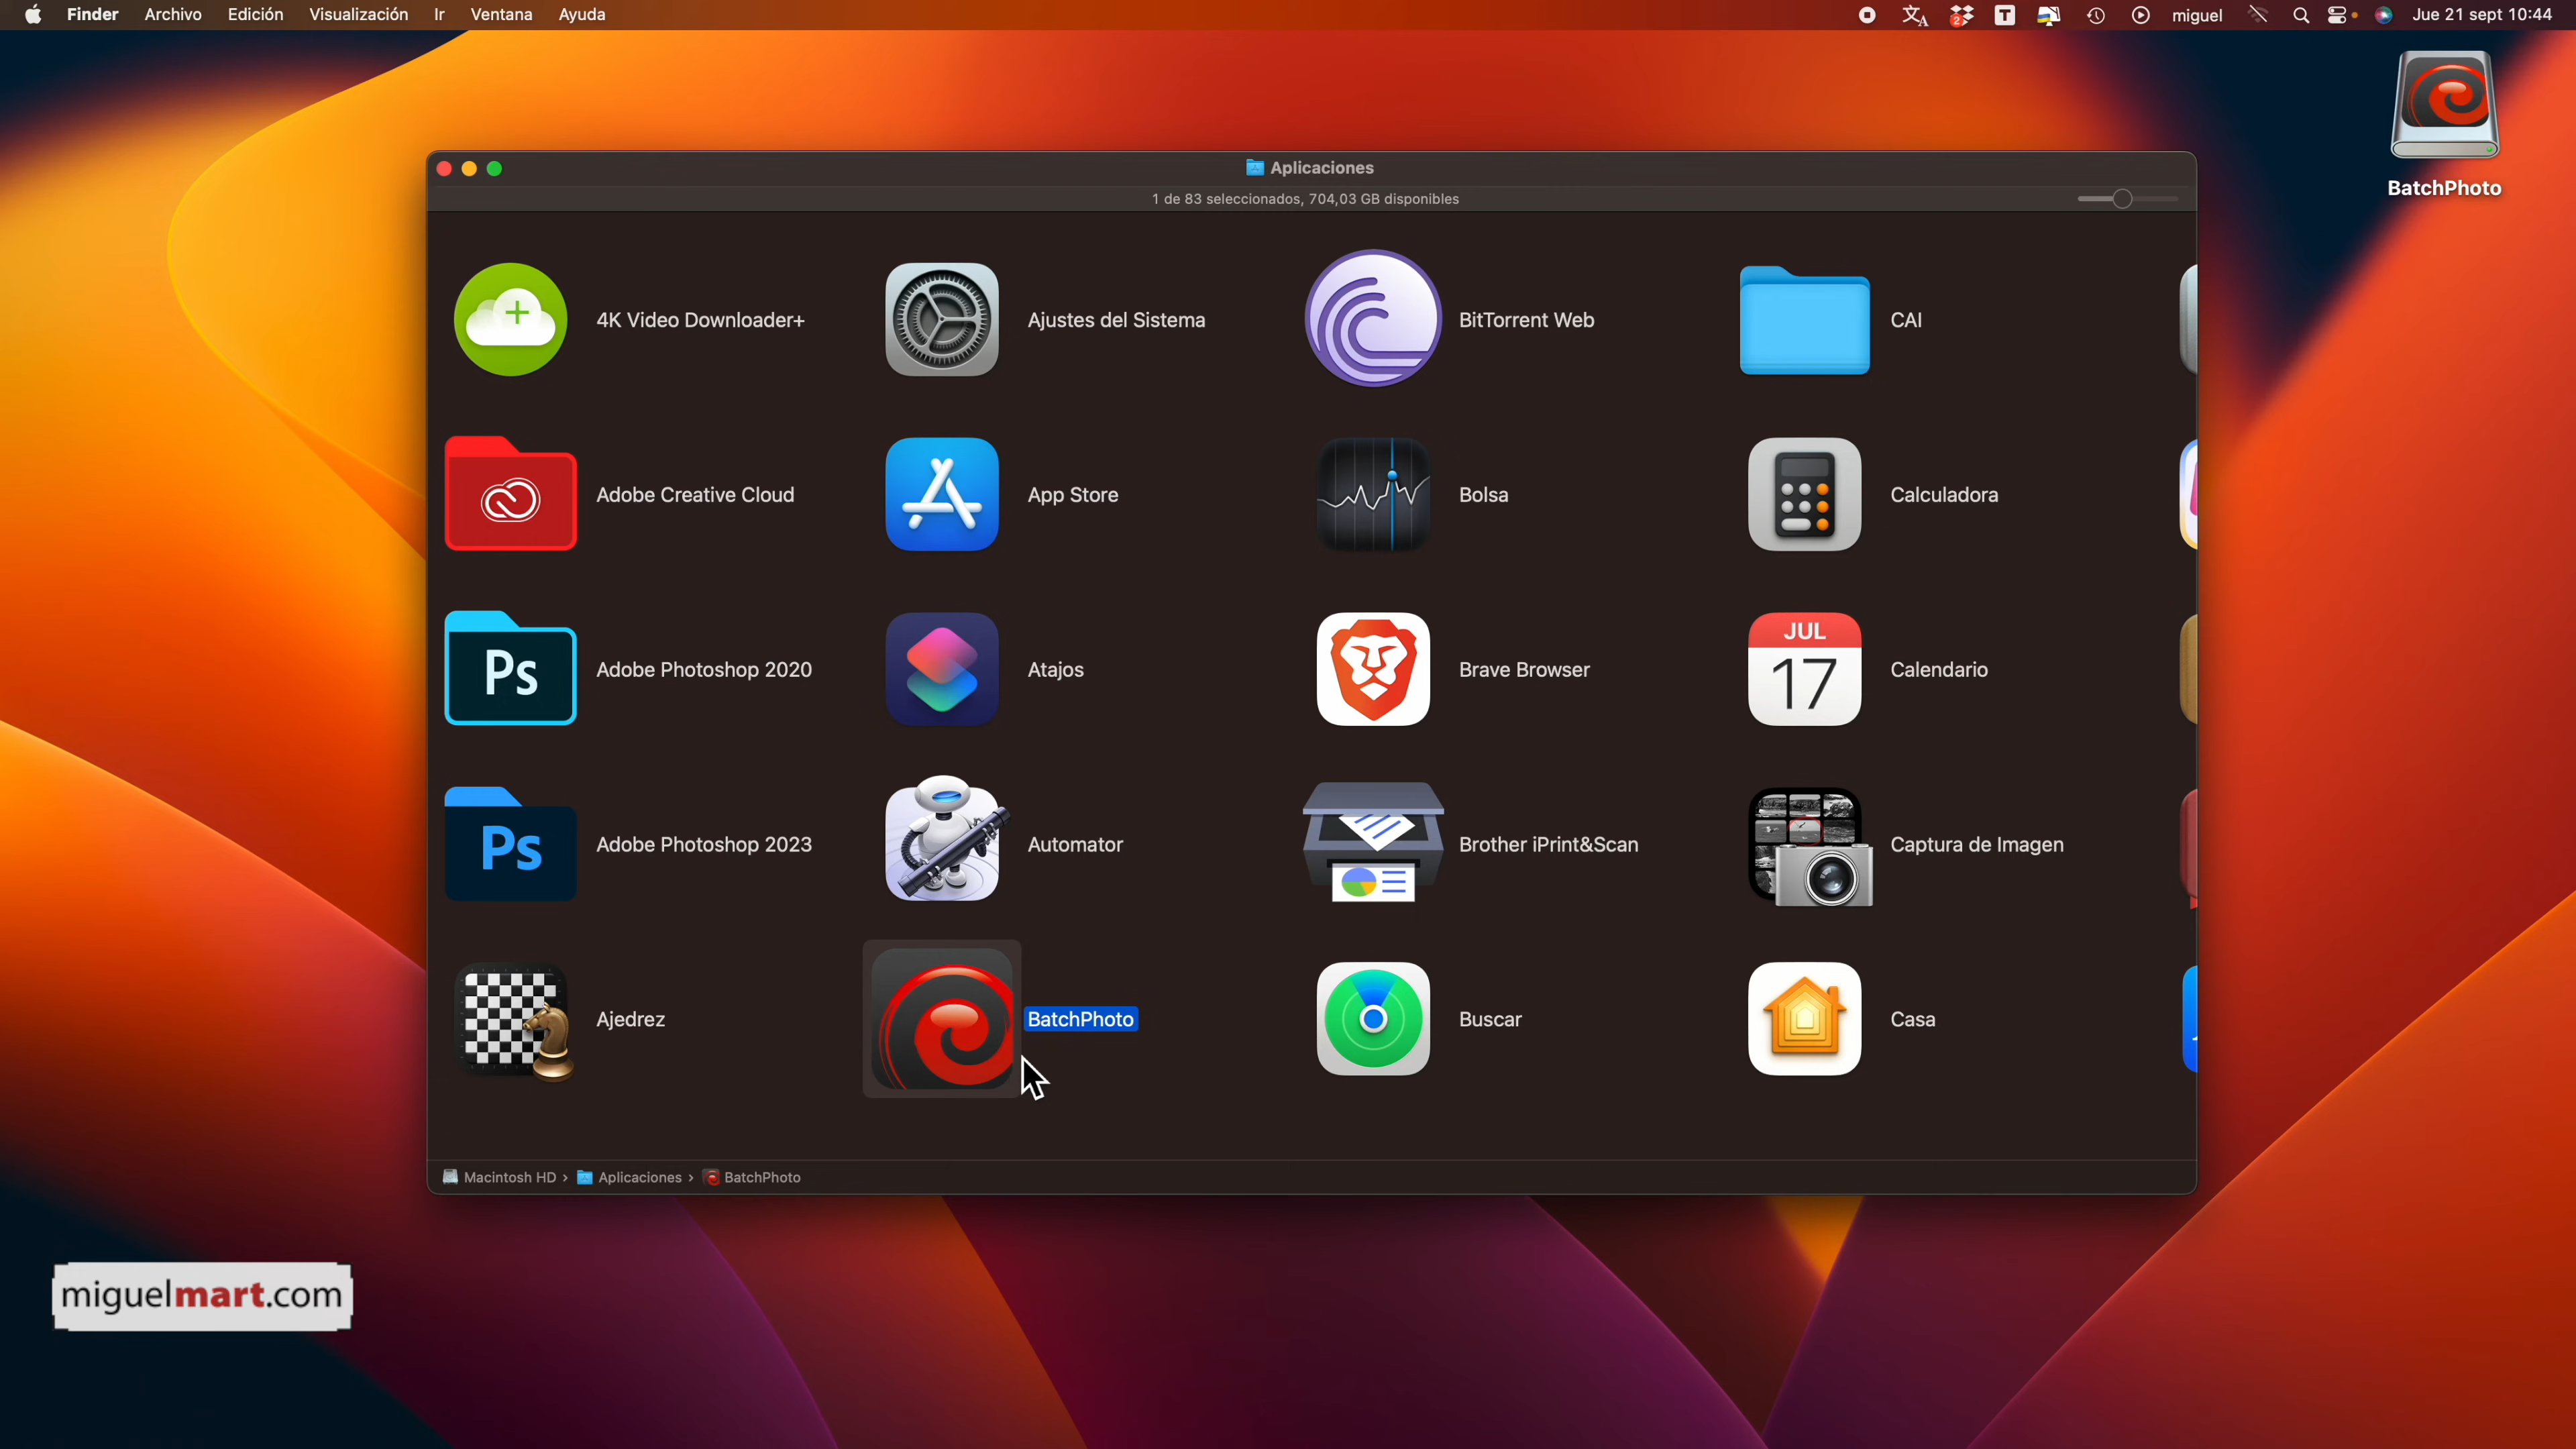 Finder Archivo Edición Visualización Ir Ventana Ayuda
2 T miguel Jue 21 sept 10:44
BatchPhoto
Aplicaciones
1 de 83 seleccionados, 704,03 GB disponibles
4K Video Downloader+
Ajustes del Sistema
BitTorrent Web
CAI
Adobe Creative Cloud
App Store
Bolsa
Calculadora
Ps Adobe Photoshop 2020
Atajos
Brave Browser
JUL
17
Calendario
Ps Adobe Photoshop 2023
Automator
Brother iPrint&Scan
Captura de Imagen
Ajedrez
BatchPhoto
Buscar
Casa
Macintosh HD › Aplicaciones › BatchPhoto
miguelmart.com